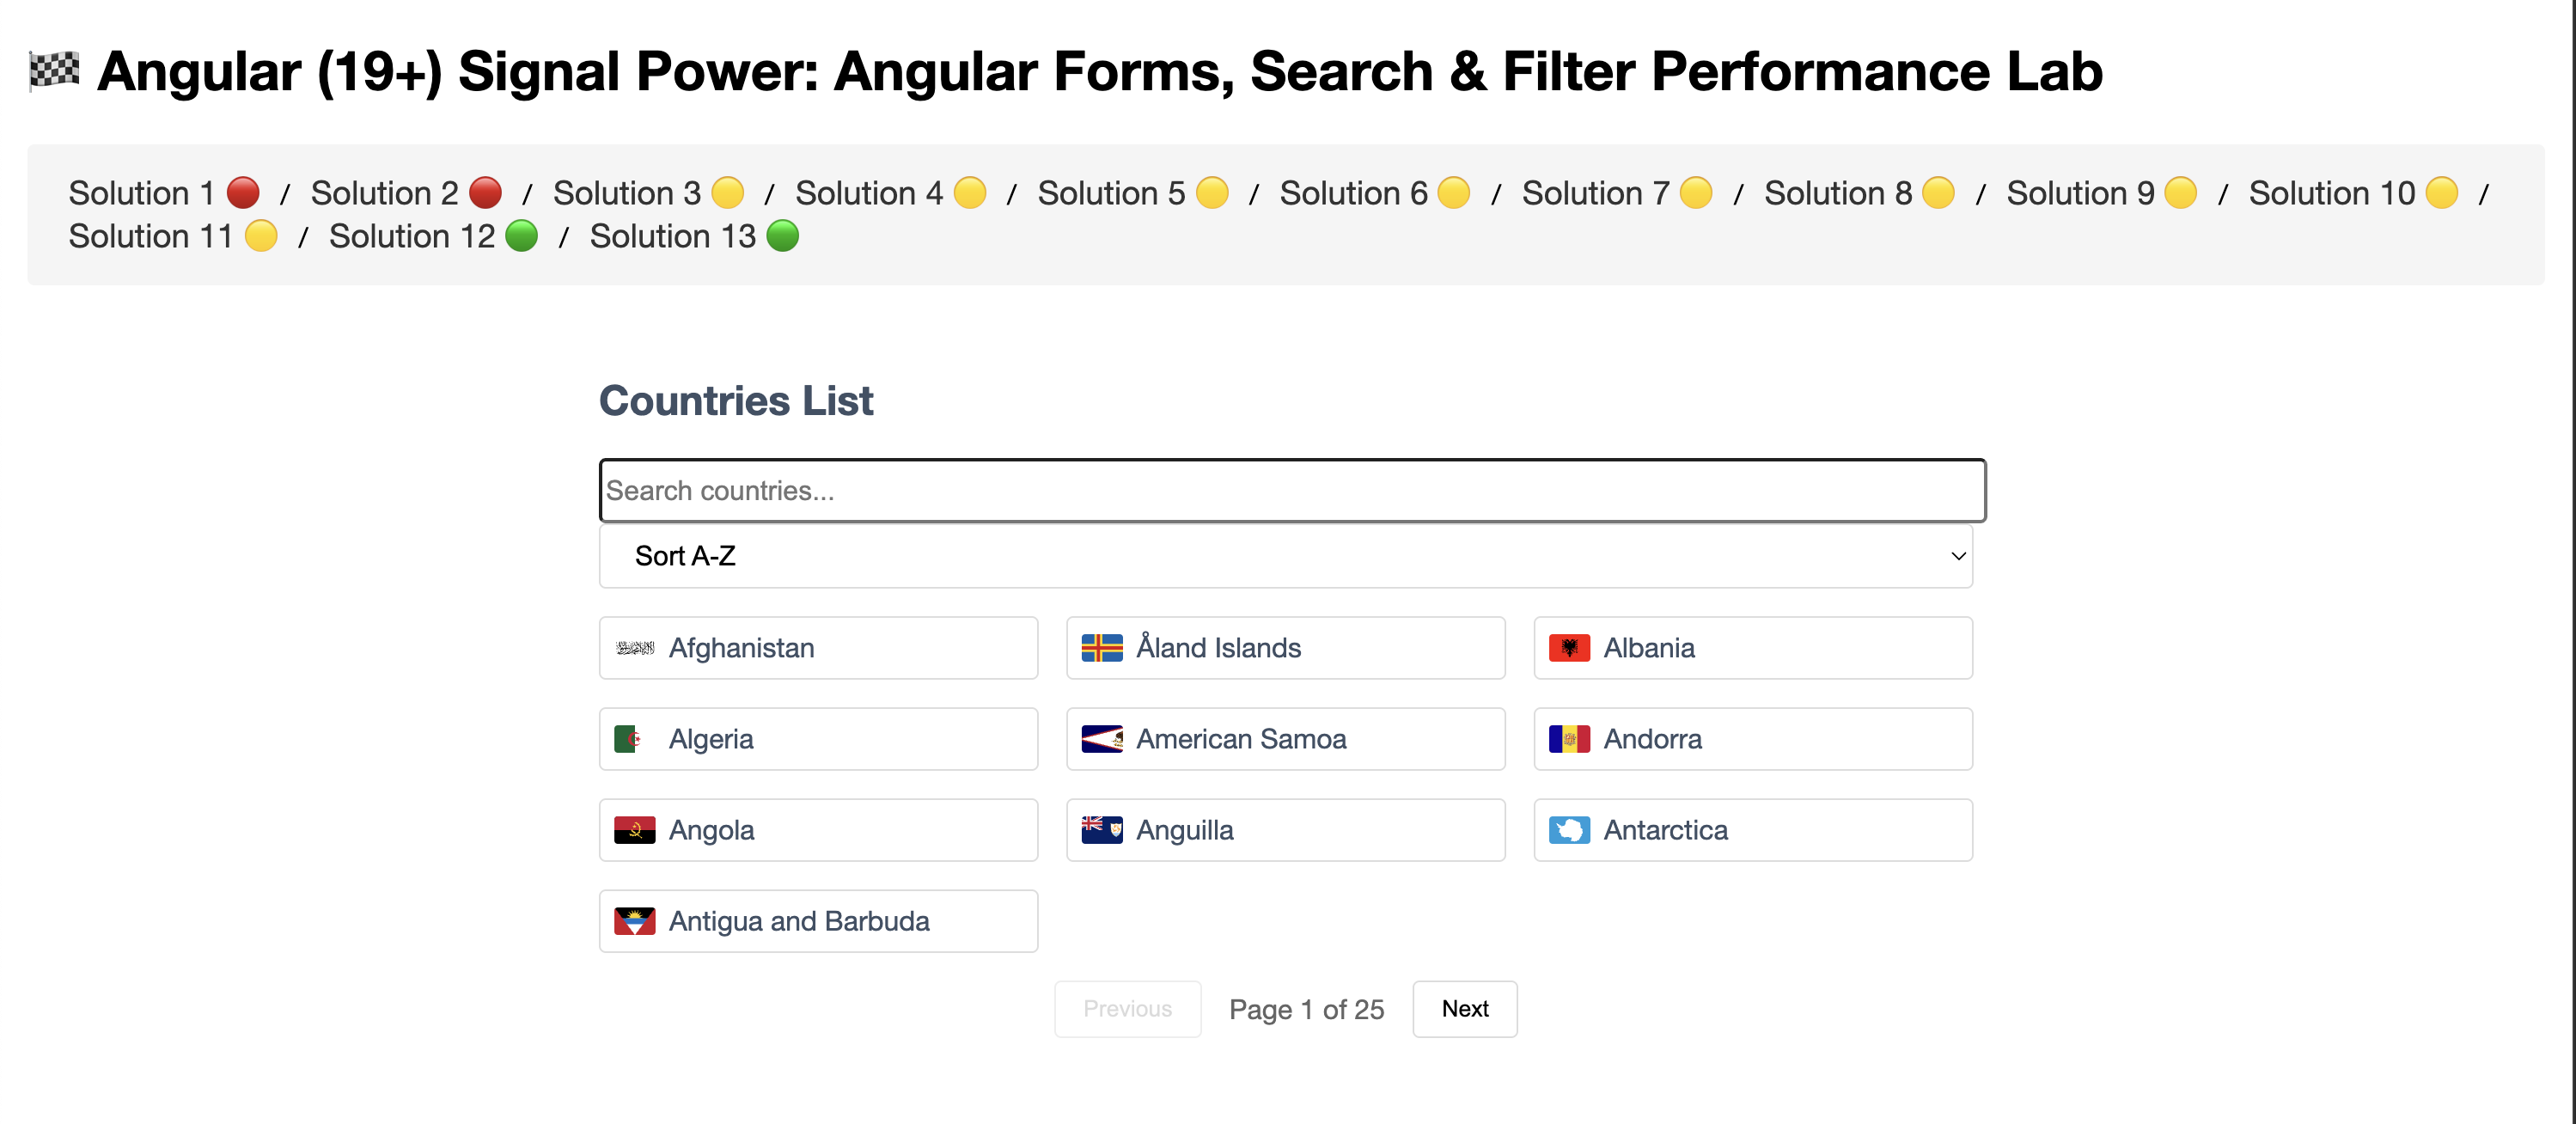 🏁 Angular (19+) Signal Power: Angular Forms, Search & Filter Performance Lab
Solution 1 🔴 / Solution 2 🔴 / Solution 3 🟡 / Solution 4 🟡 / Solution 5 🟡 / Solution 6 🟡 / Solution 7 🟡 / Solution 8 🟡 / Solution 9 🟡 / Solution 10 🟡 /
Solution 11 🟡 / Solution 12 🟢 / Solution 13 🟢
Countries List
Search countries...
Sort A-Z
Afghanistan
Åland Islands
Albania
Algeria
American Samoa
Andorra
Angola
Anguilla
Antarctica
Antigua and Barbuda
Previous
Page 1 of 25
Next